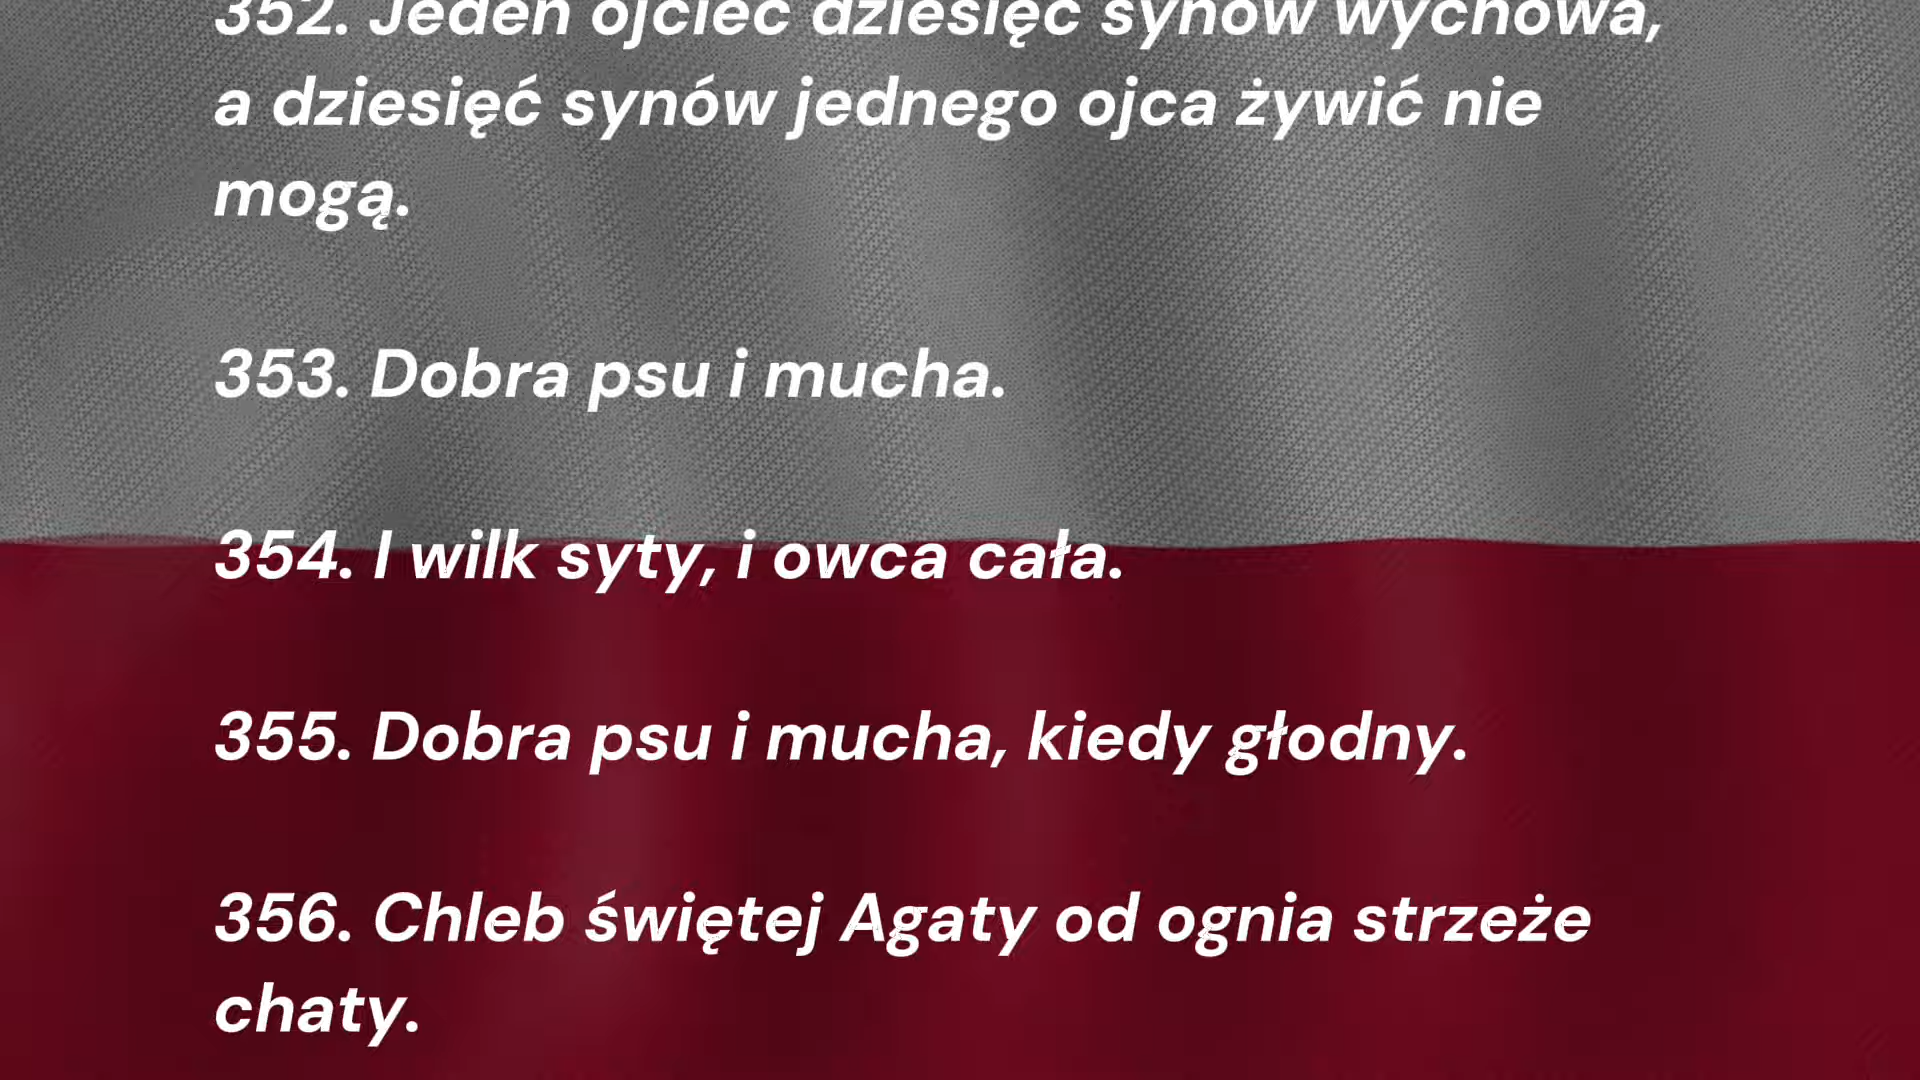 352. Jeden ojciec dziesięć synów wychowa,
a dziesięć synów jednego ojca żywić nie
mogą.
353. Dobra psu i mucha.
354. I wilk syty, i owca cała.
355. Dobra psu i mucha, kiedy głodny.
356. Chleb świętej Agaty od ognia strzeże
chaty.